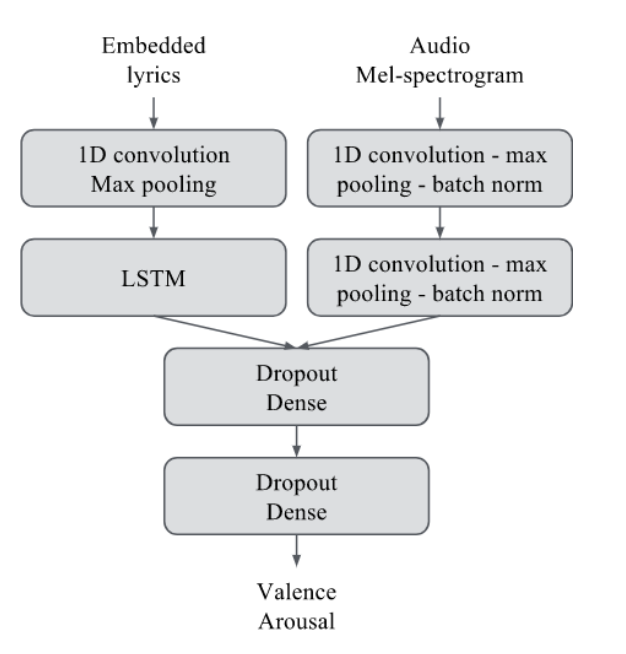 Embedded
lyrics
Audio
Mel-spectrogram
1D convolution
Max pooling
1D convolution - max
pooling - batch norm
LSTM
1D convolution - max
pooling - batch norm
Dropout
Dense
Dropout
Dense
Valence
Arousal